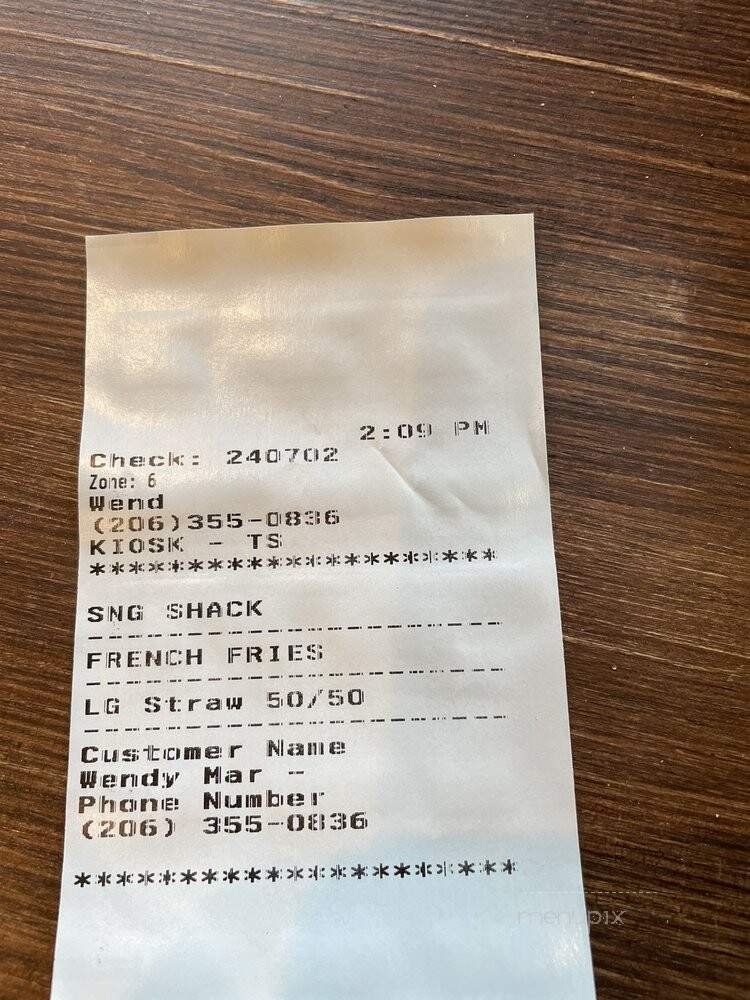 2:09 PM
Check: 240702
Zone: 6
Wend
(206)355-0836
KIOSK - TS
********************
SNG SHACK
--------------------
FRENCH FRIES
--------------------
LG Straw 50/50
--------------------
Customer Name
Wendy Mar -
Phone Number
(206) 355-0836
*********************
menupix